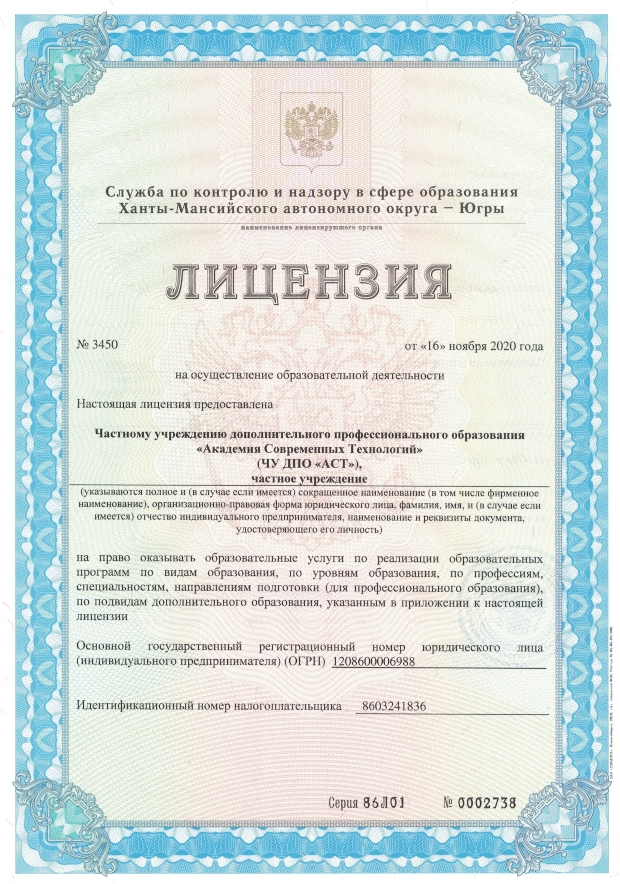 Служба по контролю и надзору в сфере образования
Ханты-Мансийского автономного округа – Югры
наименование лицензирующего органа
ЛИЦЕНЗИЯ
№ 3450
от «16» ноября 2020 года
на осуществление образовательной деятельности
Настоящая лицензия предоставлена
Частному учреждению дополнительного профессионального образования
«Академия Современных Технологий»
(ЧУ ДПО «АСТ»),
частное учреждение
(указываются полное и (в случае если имеется) сокращенное наименование (в том числе фирменное
наименование), организационно-правовая форма юридического лица, фамилия, имя, и (в случае если
имеется) отчество индивидуального предпринимателя, наименование и реквизиты документа,
удостоверяющего его личность)
на право оказывать образовательные услуги по реализации образовательных
программ по видам образования, по уровням образования, по профессиям,
специальностям, направлениям подготовки (для профессионального образования),
по подвидам дополнительного образования, указанным в приложении к настоящей
лицензии
Основной государственный регистрационный номер юридического лица
(индивидуального предпринимателя) (ОГРН) 1208600006988
Идентификационный номер налогоплательщика 8603241836
Серия 86Л01 № 0002738